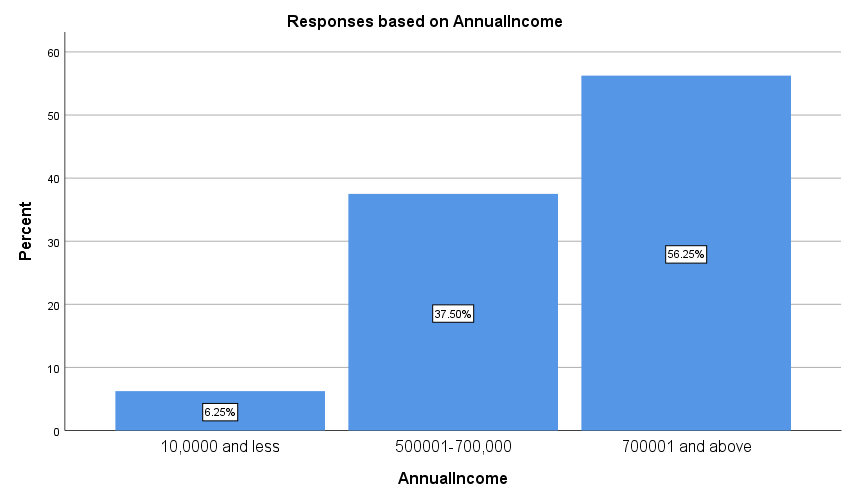 Responses based on AnnualIncome
60
50
40
30
20
10
0
Percent
56.25%
37.50%
6.25%
10,0000 and less
500001-700,000
700001 and above
AnnualIncome